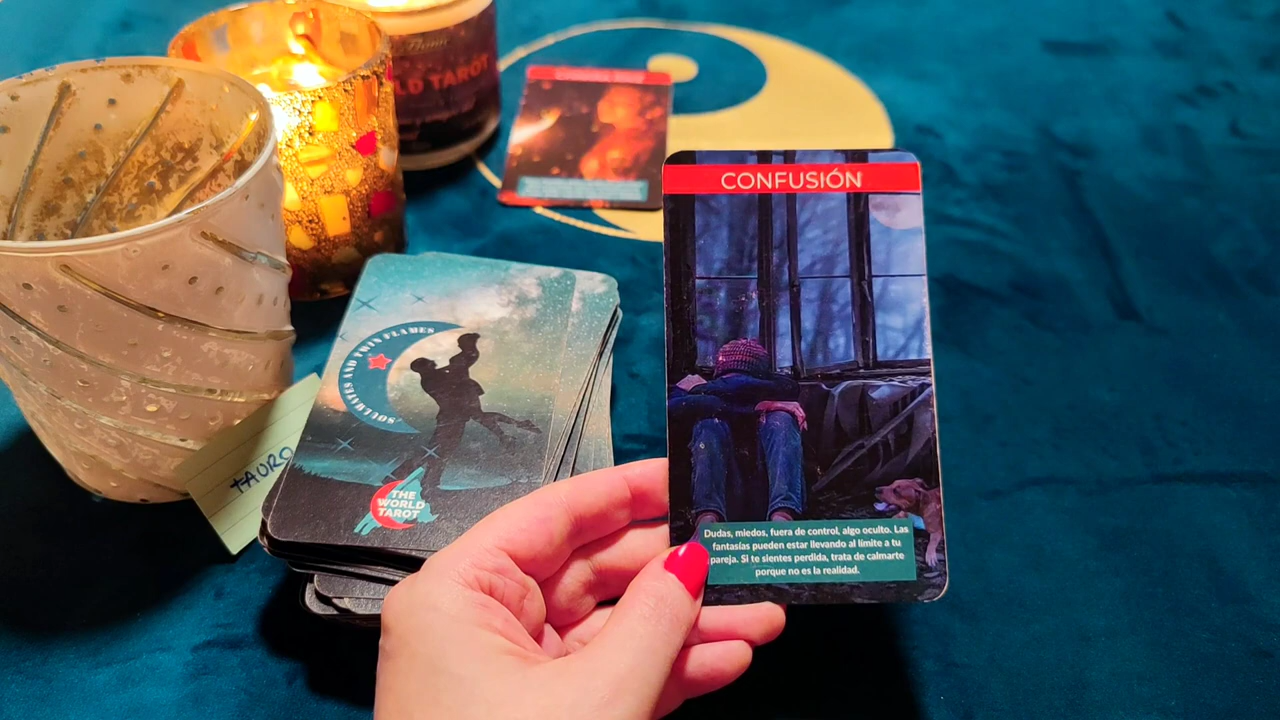 LD TAROT
CONFUSIÓN
SOULMATES AND TWIN FLAMES
THE
WORLD
TAROT
TAURO
Dudas, miedos, fuera de control, algo oculto. Las
fantasías pueden estar llevando al límite a tu
pareja. Si te sientes perdida, trata de calmarte
porque no es la realidad.